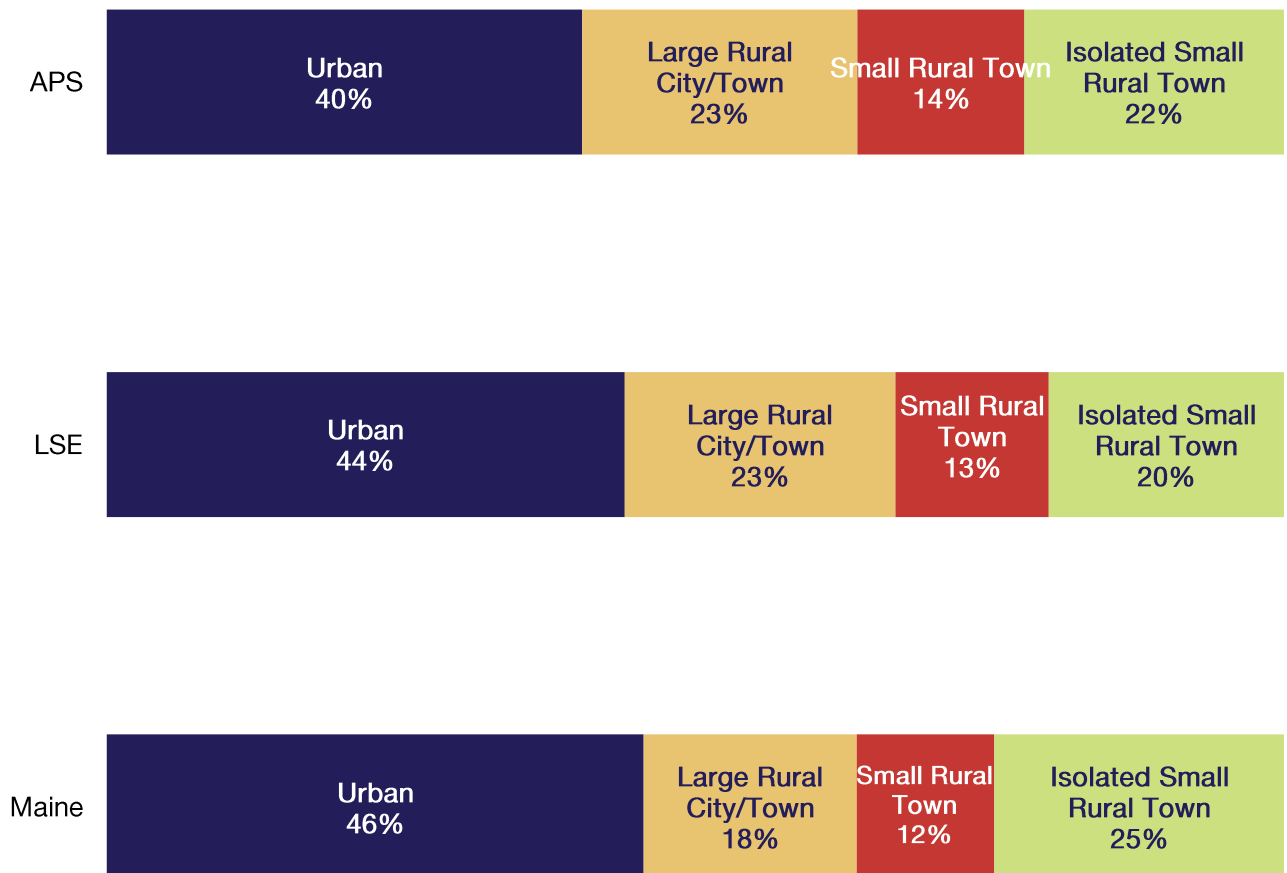 APS
Urban
40%
Large Rural
City/Town
23%
Small Rural Town
14%
Isolated Small
Rural Town
22%
LSE
Urban
44%
Large Rural
City/Town
23%
Small Rural
Town
13%
Isolated Small
Rural Town
20%
Maine
Urban
46%
Large Rural
City/Town
18%
Small Rural
Town
12%
Isolated Small
Rural Town
25%